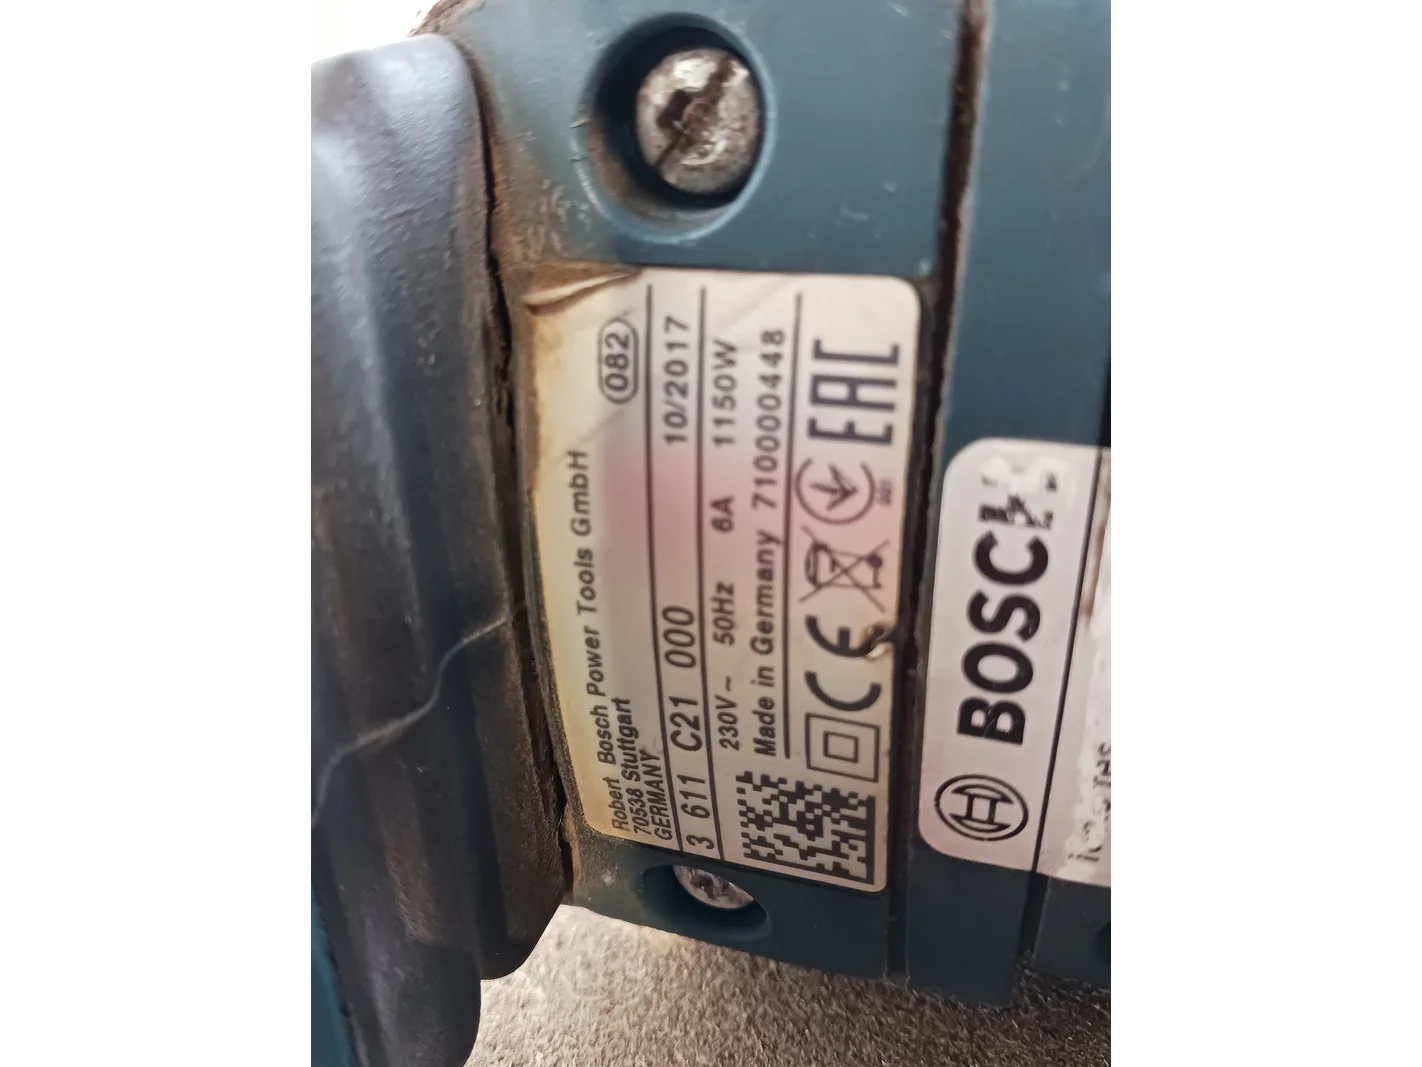 082
Robert Bosch Power Tools GmbH
70538 Stuttgart
GERMANY
3 611 C21 000 10/2017
230V~ 50Hz 6A 1150W
Made in Germany 710000448
CE
EAC
BOSCH